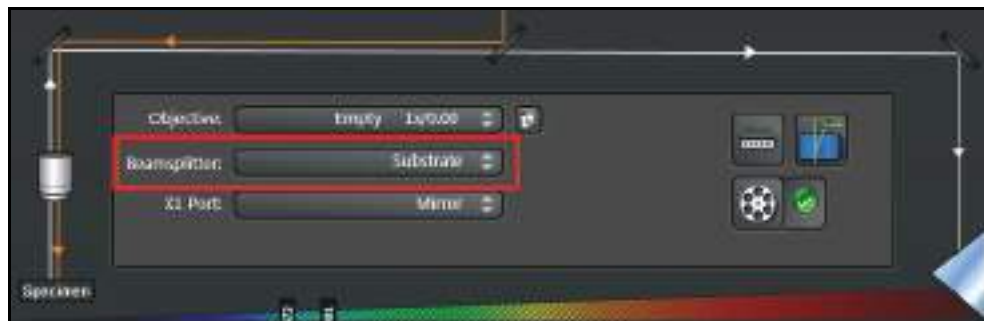 Objective: Empty 1x/0.00
Beamsplitter: Substrate
X1 Port: Mirror
Specimen